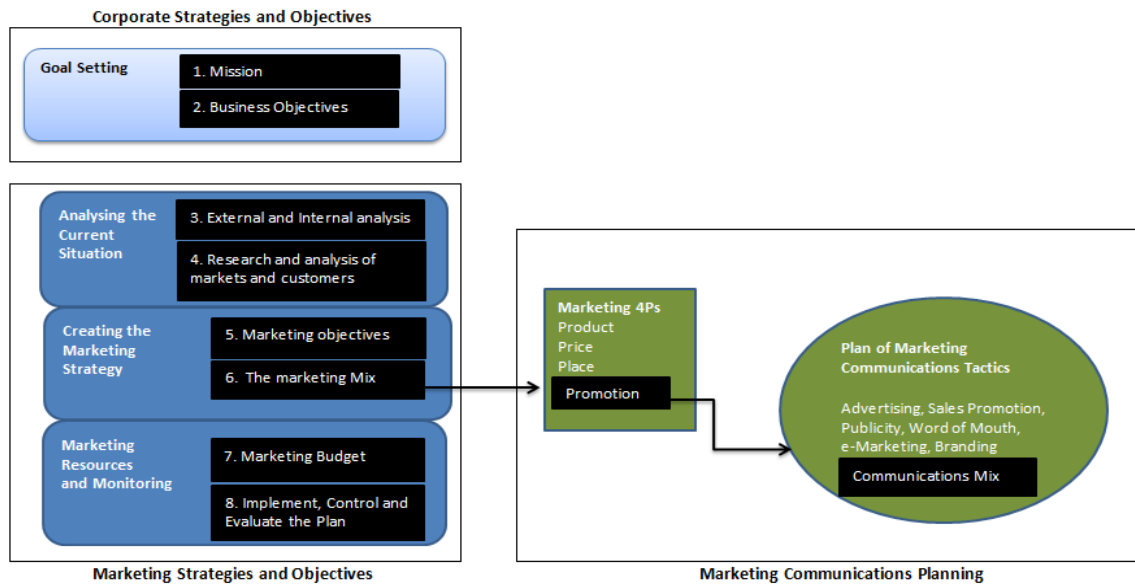 Corporate Strategies and Objectives
Goal Setting
1. Mission
2. Business Objectives
Analysing the
Current
Situation
3. External and Internal analysis
4. Research and analysis of
markets and customers
Creating the
Marketing
Strategy
5. Marketing objectives
6. The marketing Mix
Marketing
Resources
and Monitoring
7. Marketing Budget
8. Implement, Control and
Evaluate the Plan
Marketing Strategies and Objectives
Marketing 4Ps
Product
Price
Place
Promotion
Plan of Marketing
Communications Tactics
Advertising, Sales Promotion,
Publicity, Word of Mouth,
e-Marketing, Branding
Communications Mix
Marketing Communications Planning